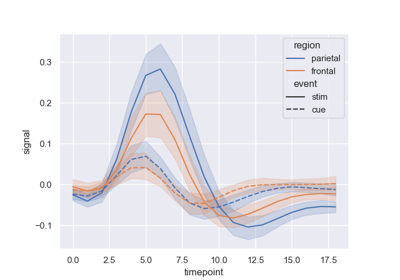 region
parietal
frontal
event
stim
cue
0.3
0.2
0.1
0.0
−0.1
signal
0.0
2.5
5.0
7.5
10.0
12.5
15.0
17.5
timepoint